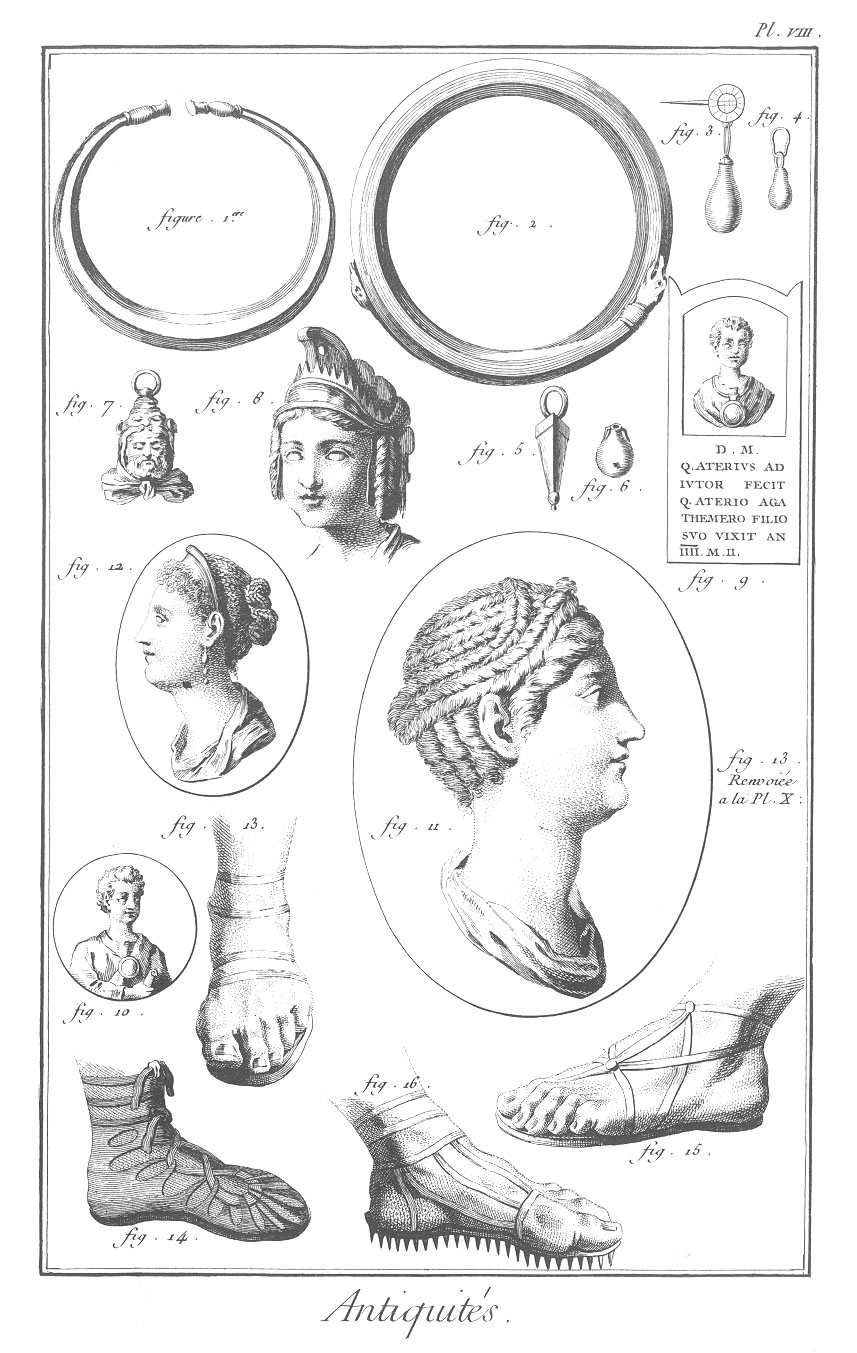 Pl. VIII.
figure. 1.ere
fig. 2.
fig. 3.
fig. 4.
fig. 7.
fig. 8.
fig. 5.
fig. 6.
D. M.
Q.ATERIVS AD
IVTOR FECIT
Q.ATERIO AGA
THEMERO FILIO
SVO VIXIT AN
IIII.M.II.
fig. 9.
fig. 12.
fig. 13.
Renvoiée
a la Pl. X.
fig. 11.
fig. 13.
fig. 10.
fig. 16.
fig. 15.
fig. 14.
Antiquités.